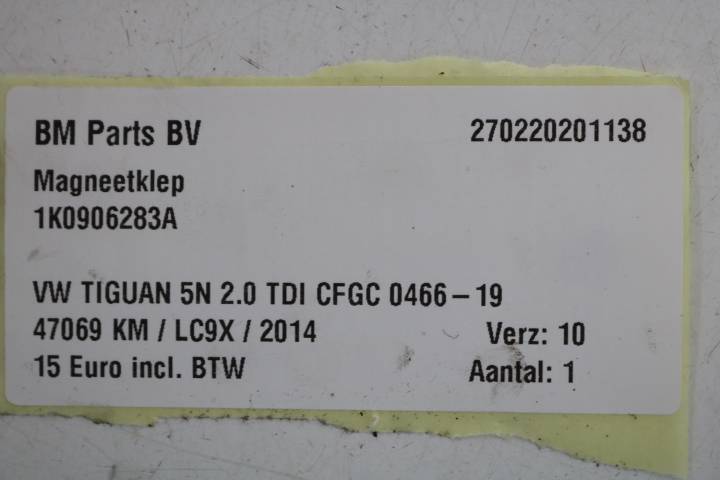 BM Parts BV 270220201138
Magneetklep
1K0906283A
VW TIGUAN 5N 2.0 TDI CFGC 0466-19
47069 KM / LC9X / 2014 Verz: 10
15 Euro incl. BTW Aantal: 1